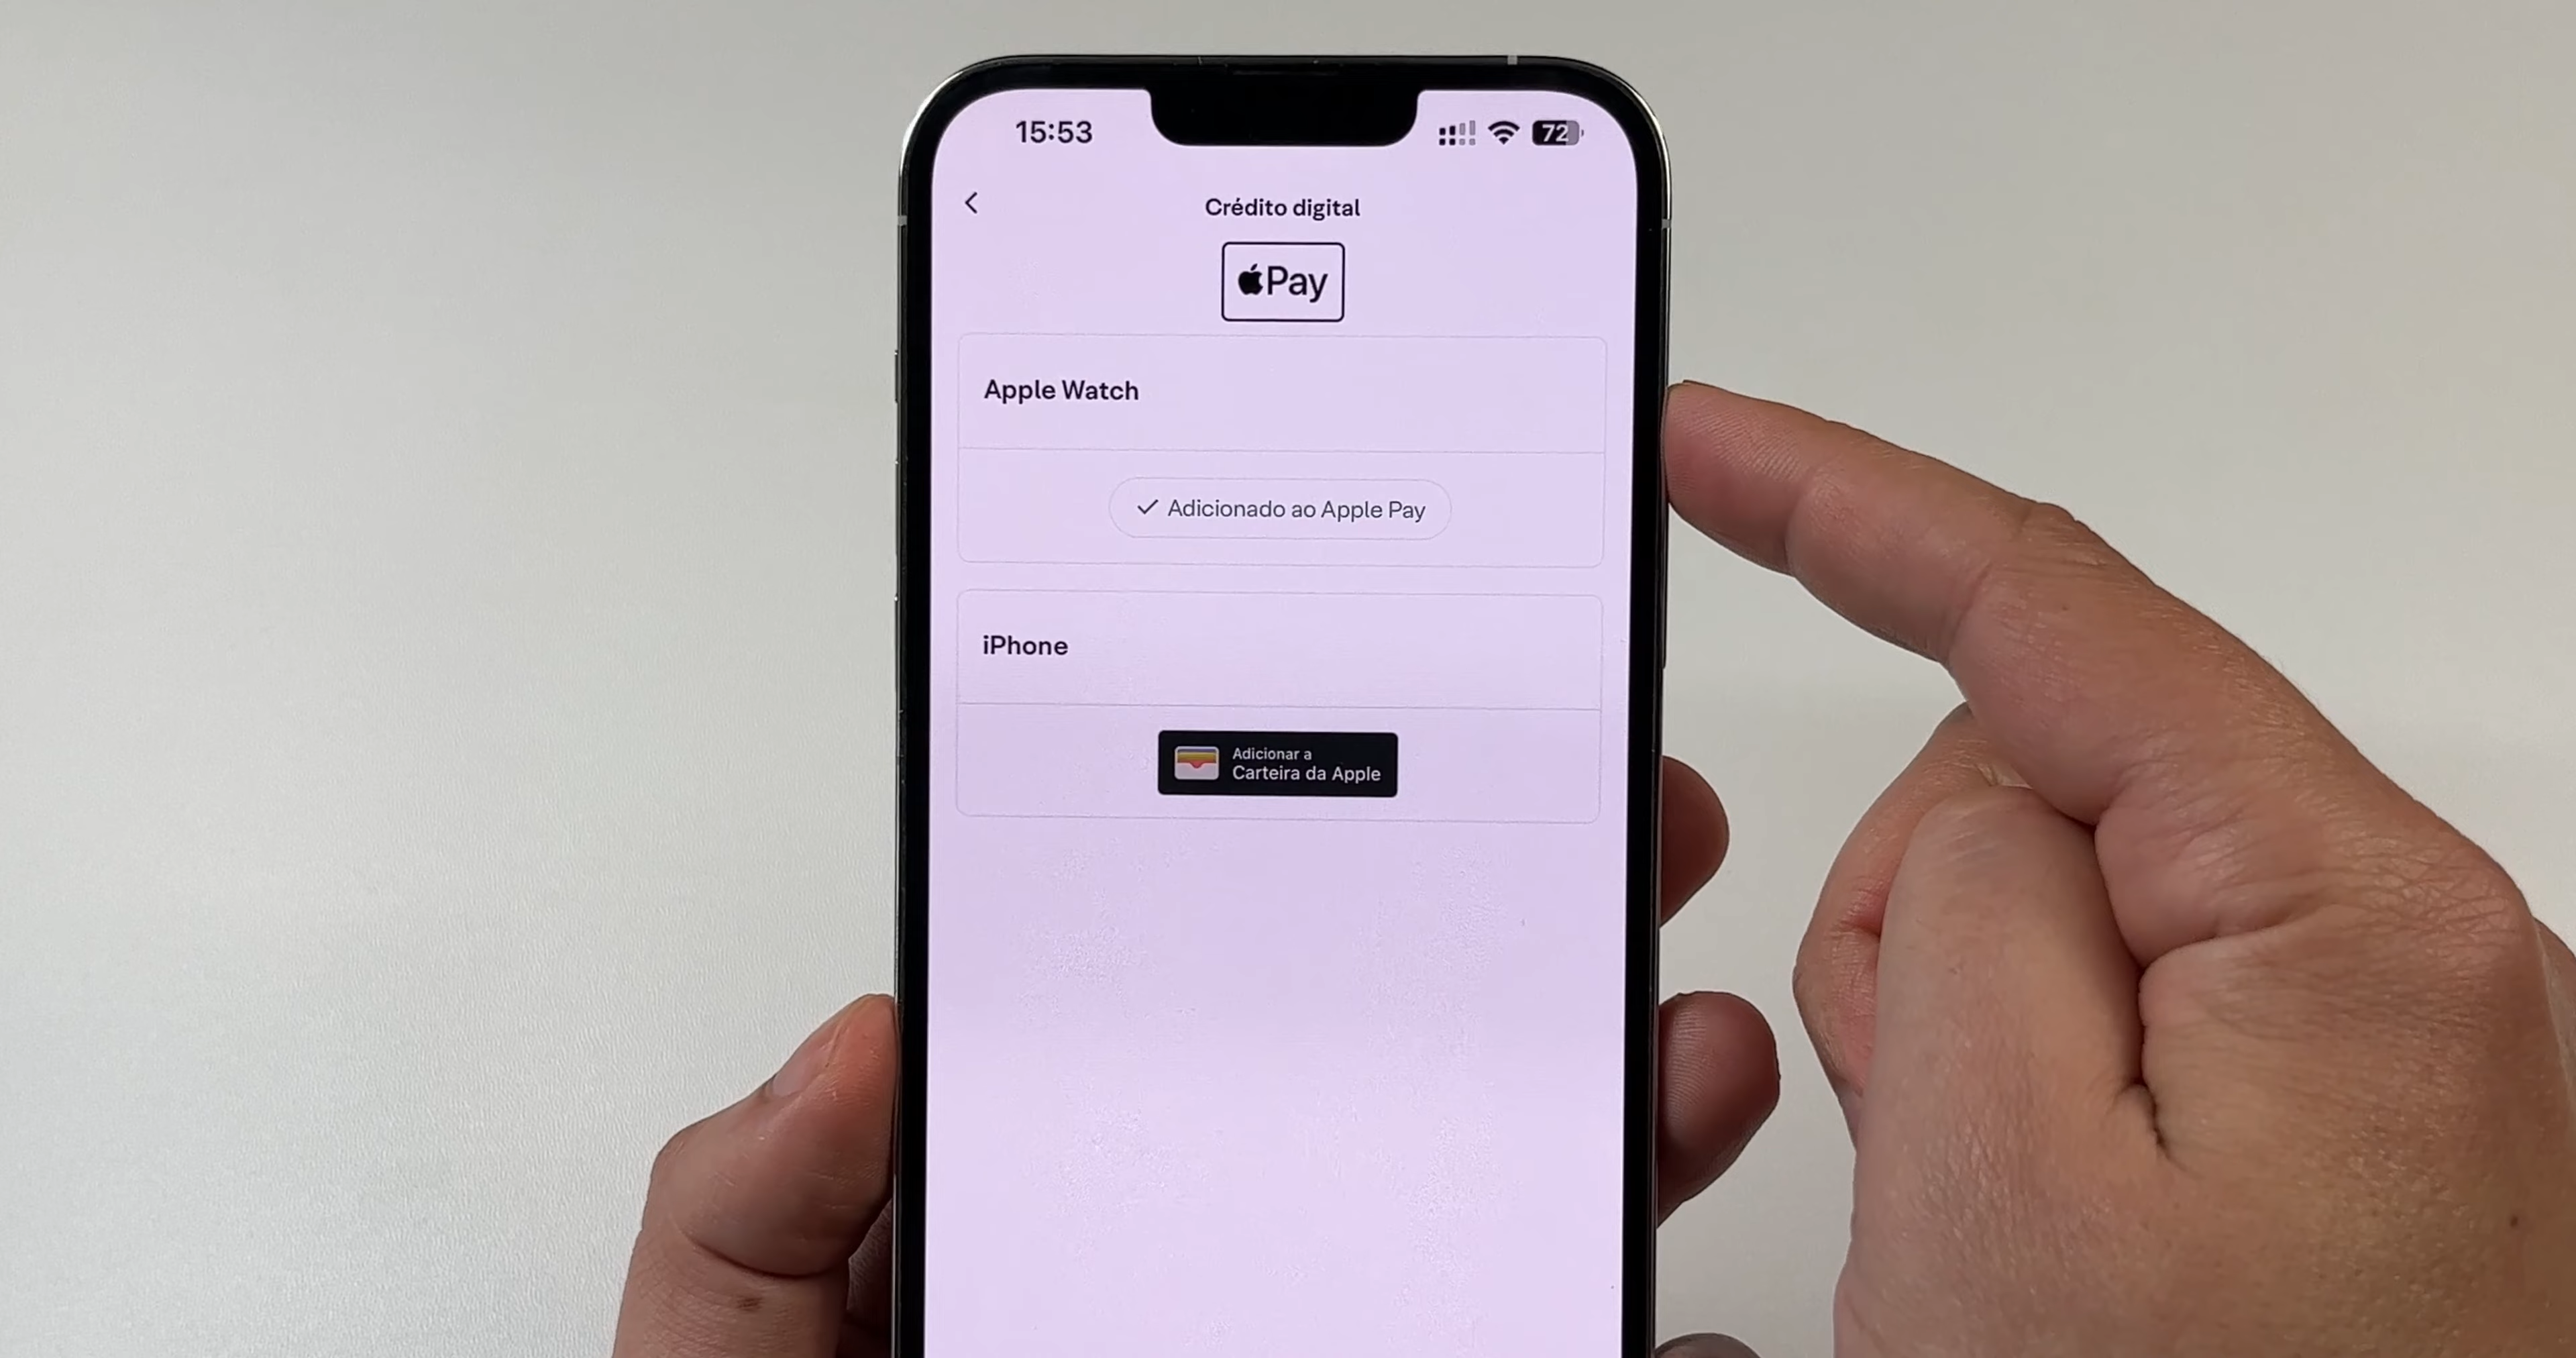 15:53
72
Crédito digital
Pay
Apple Watch
Adicionado ao Apple Pay
iPhone
Adicionar a
Carteira da Apple